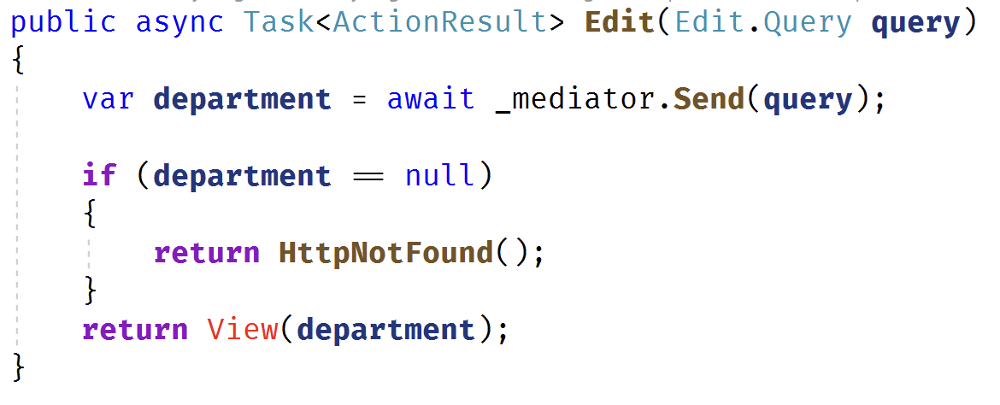 public async Task<ActionResult> Edit(Edit.Query query)
{
    var department = await _mediator.Send(query);
    if (department == null)
    {
        return HttpNotFound();
    }
    return View(department);
}